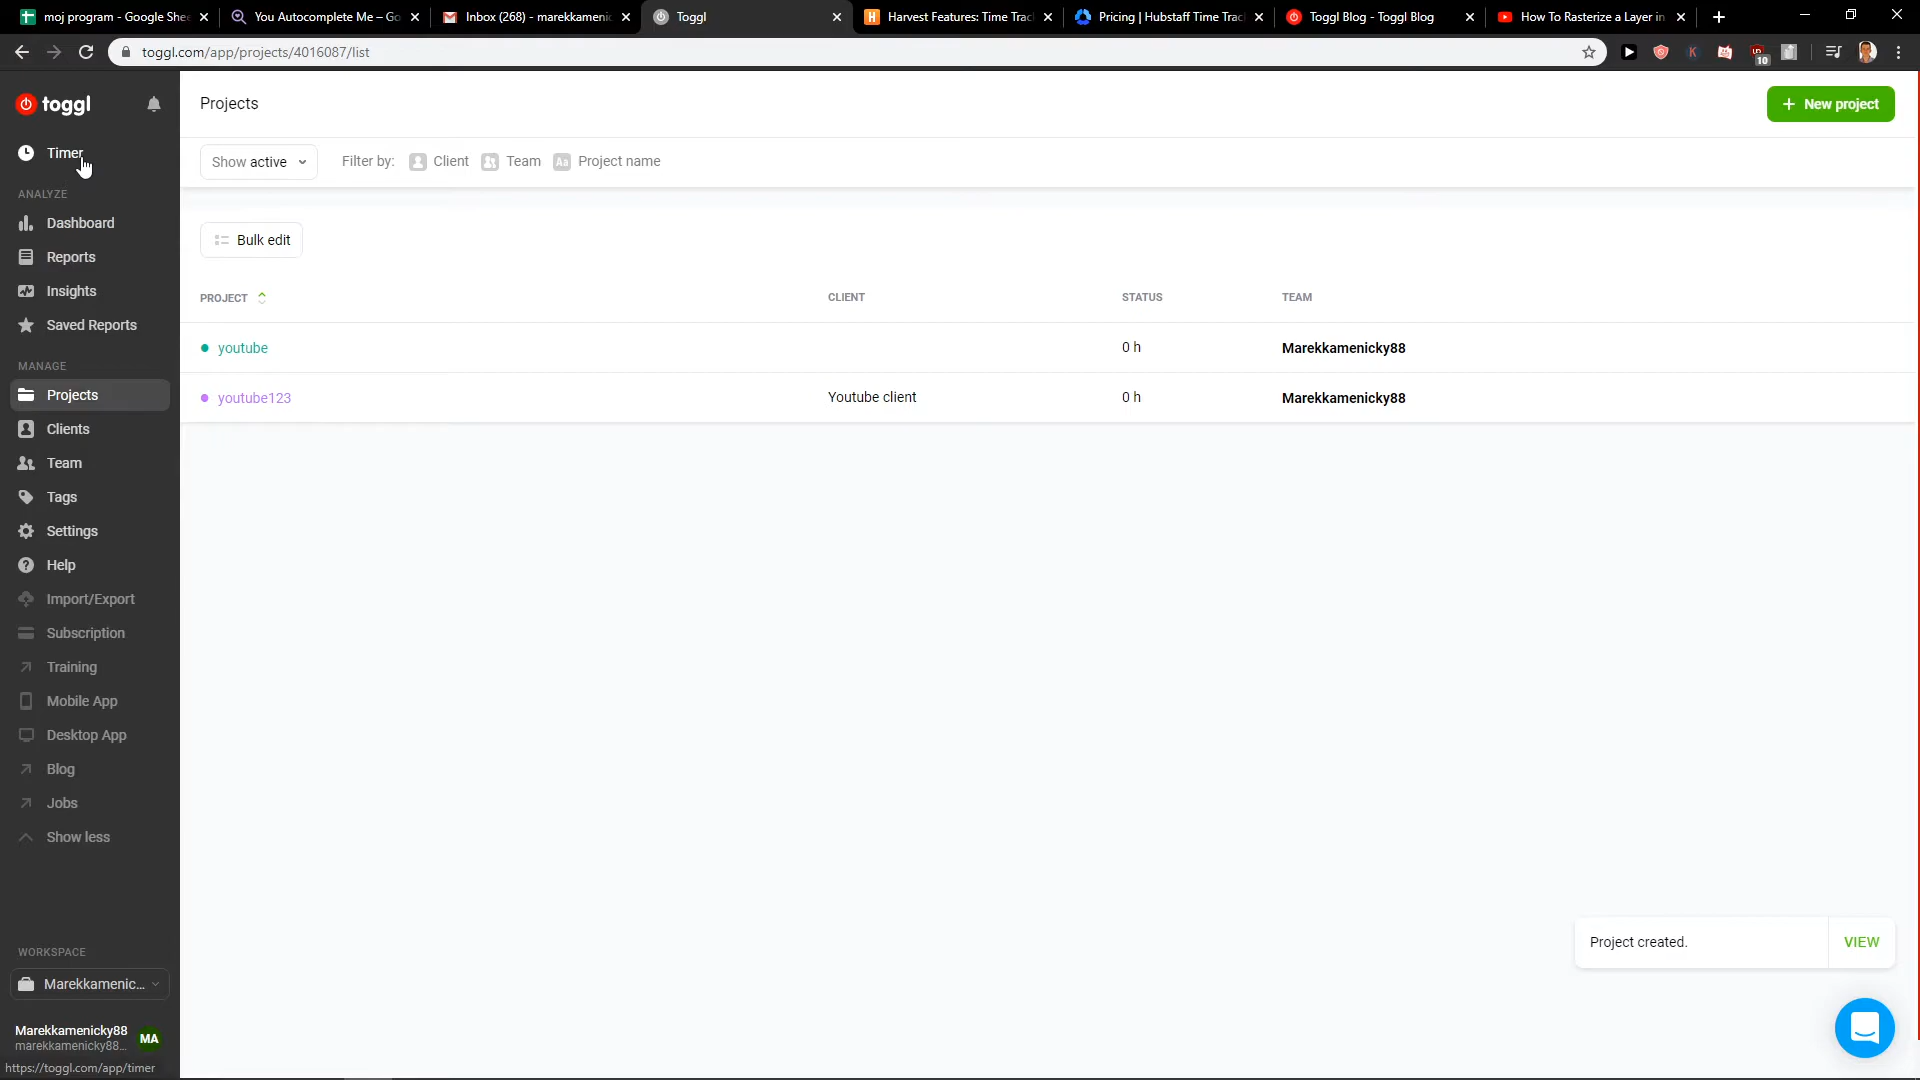 moj program - Google She
You Autocomplete Me – Go
Inbox (268) - marekkamenic
Toggl
Harvest Features: Time Trac
Pricing | Hubstaff Time Trac
Toggl Blog - Toggl Blog
How To Rasterize a Layer in
toggl.com/app/projects/4016087/list
K
10
toggl
Projects
New project
Timer
Show active
Filter by:
Client
Team
Aa
Project name
ANALYZE
Dashboard
Bulk edit
Reports
Insights
PROJECT
CLIENT
STATUS
TEAM
Saved Reports
youtube
0 h
Marekkamenicky88
MANAGE
Projects
youtube123
Youtube client
0 h
Marekkamenicky88
Clients
Team
Tags
Settings
Help
Import/Export
Subscription
Training
Mobile App
Desktop App
Blog
Jobs
Show less
Project created.
VIEW
WORKSPACE
Marekkamenic...
Marekkamenicky88
marekkamenicky88...
MA
https://toggl.com/app/timer